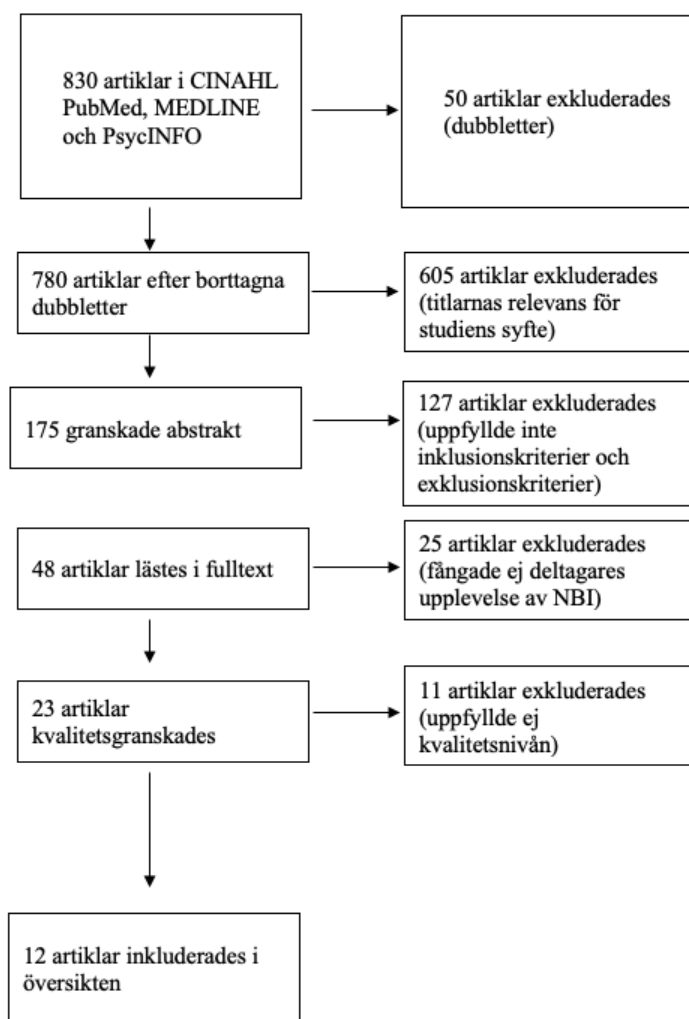 830 artiklar i CINAHL
PubMed, MEDLINE
och PsycINFO
50 artiklar exkluderades
(dubbletter)
780 artiklar efter borttagna
dubbletter
605 artiklar exkluderades
(titlarnas relevans för
studiens syfte)
175 granskade abstrakt
127 artiklar exkluderades
(uppfyllde inte
inklusionskriterier och
exklusionskriterier)
48 artiklar lästes i fulltext
25 artiklar exkluderades
(fångade ej deltagares
upplevelse av NBI)
23 artiklar
kvalitetsgranskades
11 artiklar exkluderades
(uppfyllde ej
kvalitetsnivån)
12 artiklar inkluderades i
översikten